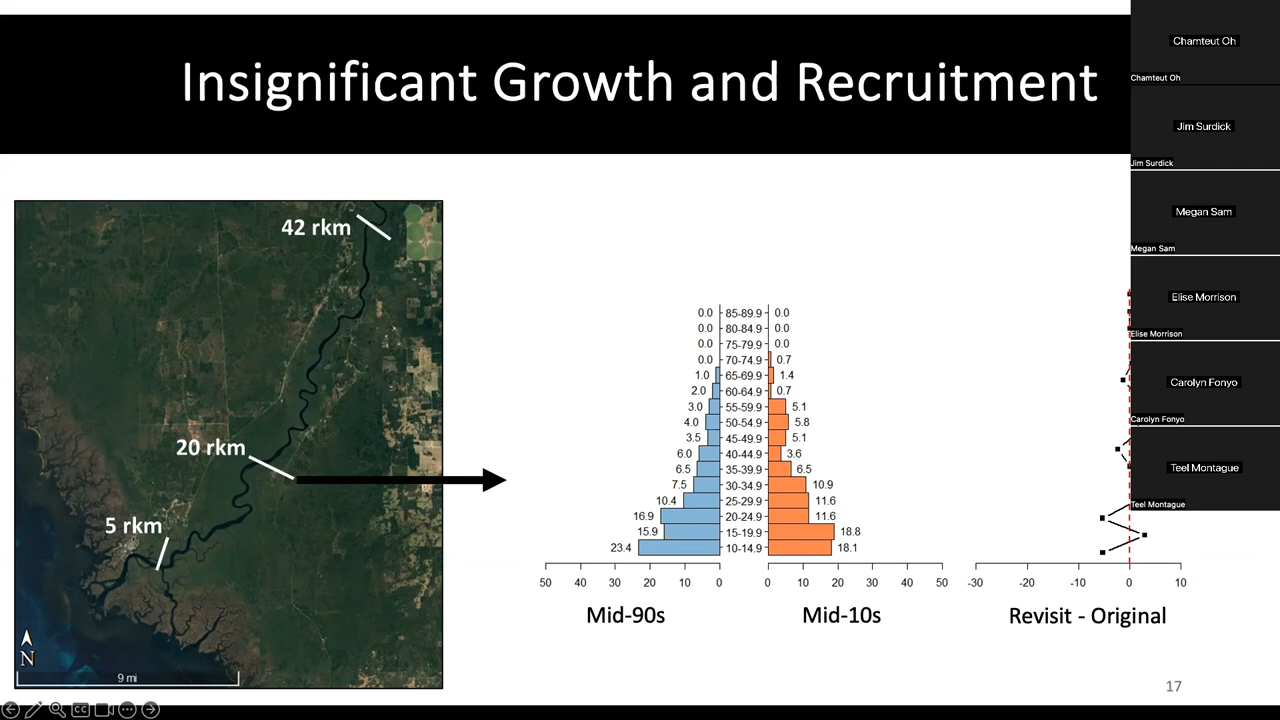 Insignificant Growth and Recruitment
Chamteut Oh
Chamteut Oh
Jim Surdick
Jim Surdick
Megan Sam
Megan Sam
Elise Morrison
Elise Morrison
Carolyn Fonyo
Carolyn Fonyo
Teel Montague
Teel Montague
42 rkm
20 rkm
5 rkm
N
9 mi
0.0 85-89.9 0.0
0.0 80-84.9 0.0
0.0 75-79.9 0.0
0.0 70-74.9 0.7
1.0 65-69.9 1.4
2.0 60-64.9 0.7
3.0 55-59.9 5.1
4.0 50-54.9 5.8
3.5 45-49.9 5.1
6.0 40-44.9 3.6
6.5 35-39.9 6.5
7.5 30-34.9 10.9
10.4 25-29.9 11.6
16.9 20-24.9 11.6
15.9 15-19.9 18.8
23.4 10-14.9 18.1
50 40 30 20 10 0
0 10 20 30 40 50
-30 -20 -10 0 10
Mid-90s
Mid-10s
Revisit - Original
17
CC